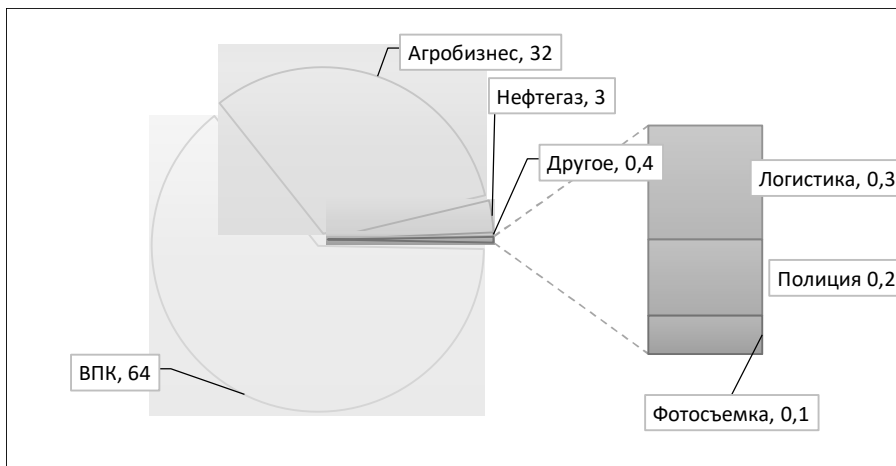 Агробизнес, 32
Нефтегаз, 3
Другое, 0,4
Логистика, 0,3
Полиция 0,2
ВПК, 64
Фотосъемка, 0,1